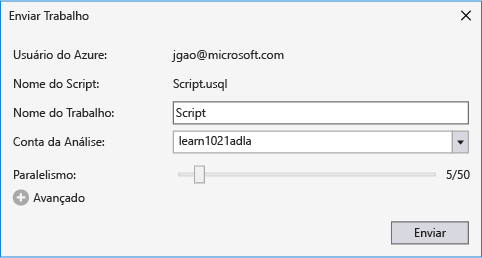 Enviar Trabalho
Usuário do Azure: jgao@microsoft.com
Nome do Script: Script.usql
Nome do Trabalho: Script
Conta da Análise: learn1021adla
Paralelismo: 5/50
Avançado
Enviar